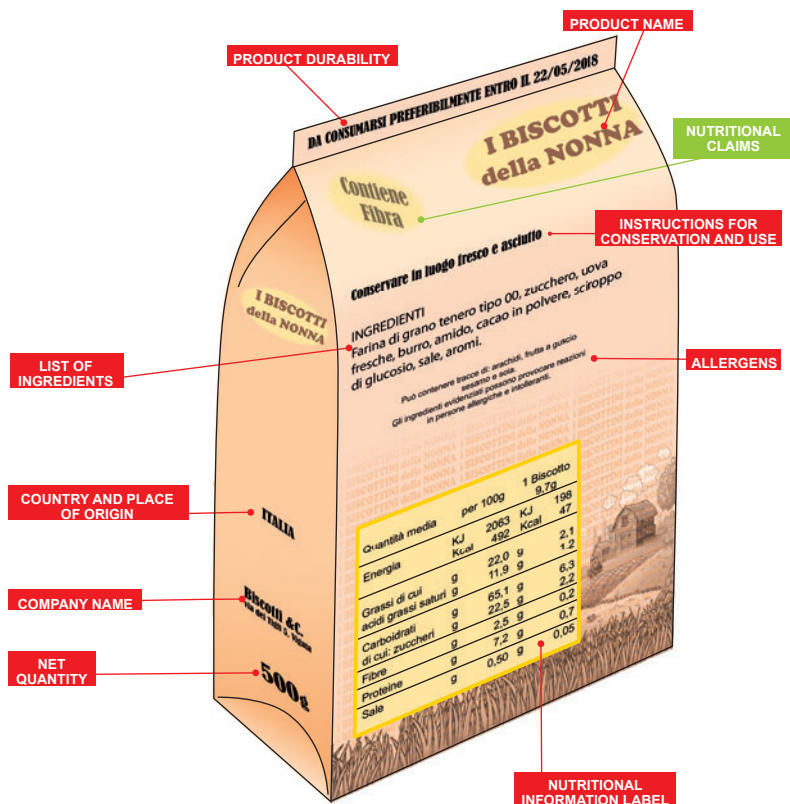 PRODUCT NAME
PRODUCT DURABILITY
DA CONSUMARSI PREFERIBILMENTE ENTRO IL 22/05/2018
I BISCOTTI
della NONNA
NUTRITIONAL
CLAIMS
Contiene
Fibra
INSTRUCTIONS FOR
CONSERVATION AND USE
Conservare in luogo fresco e asciutto
I BISCOTTI
della NONNA
INGREDIENTI
Farina di grano tenero tipo 00, zucchero, uova
fresche, burro, amido, cacao in polvere, sciroppo
di glucosio, sale, aromi.
LIST OF
INGREDIENTS
ALLERGENS
Può contenere tracce di: arachidi, frutta a guscio
sesamo e soia.
Gli ingredienti evidenziati possono provocare reazioni
in persone allergiche e intolleranti.
COUNTRY AND PLACE
OF ORIGIN
ITALIA
Quantità media per 100g 1 Biscotto
9,7g
Energia KJ 2063 KJ 198
Kcal 492 Kcal 47
Grassi di cui g 22,0 g 2,1
acidi grassi saturi g 11,9 g 1.2
Carboidrati g 65,1 g 6,3
di cui: zuccheri g 22,5 g 2,2
Fibre g 2,5 g 0,2
Proteine g 7,2 g 0,7
Sale g 0,50 g 0,05
COMPANY NAME
Biscotti &C.
Via dei
NET
QUANTITY
500g
NUTRITIONAL
INFORMATION LABEL